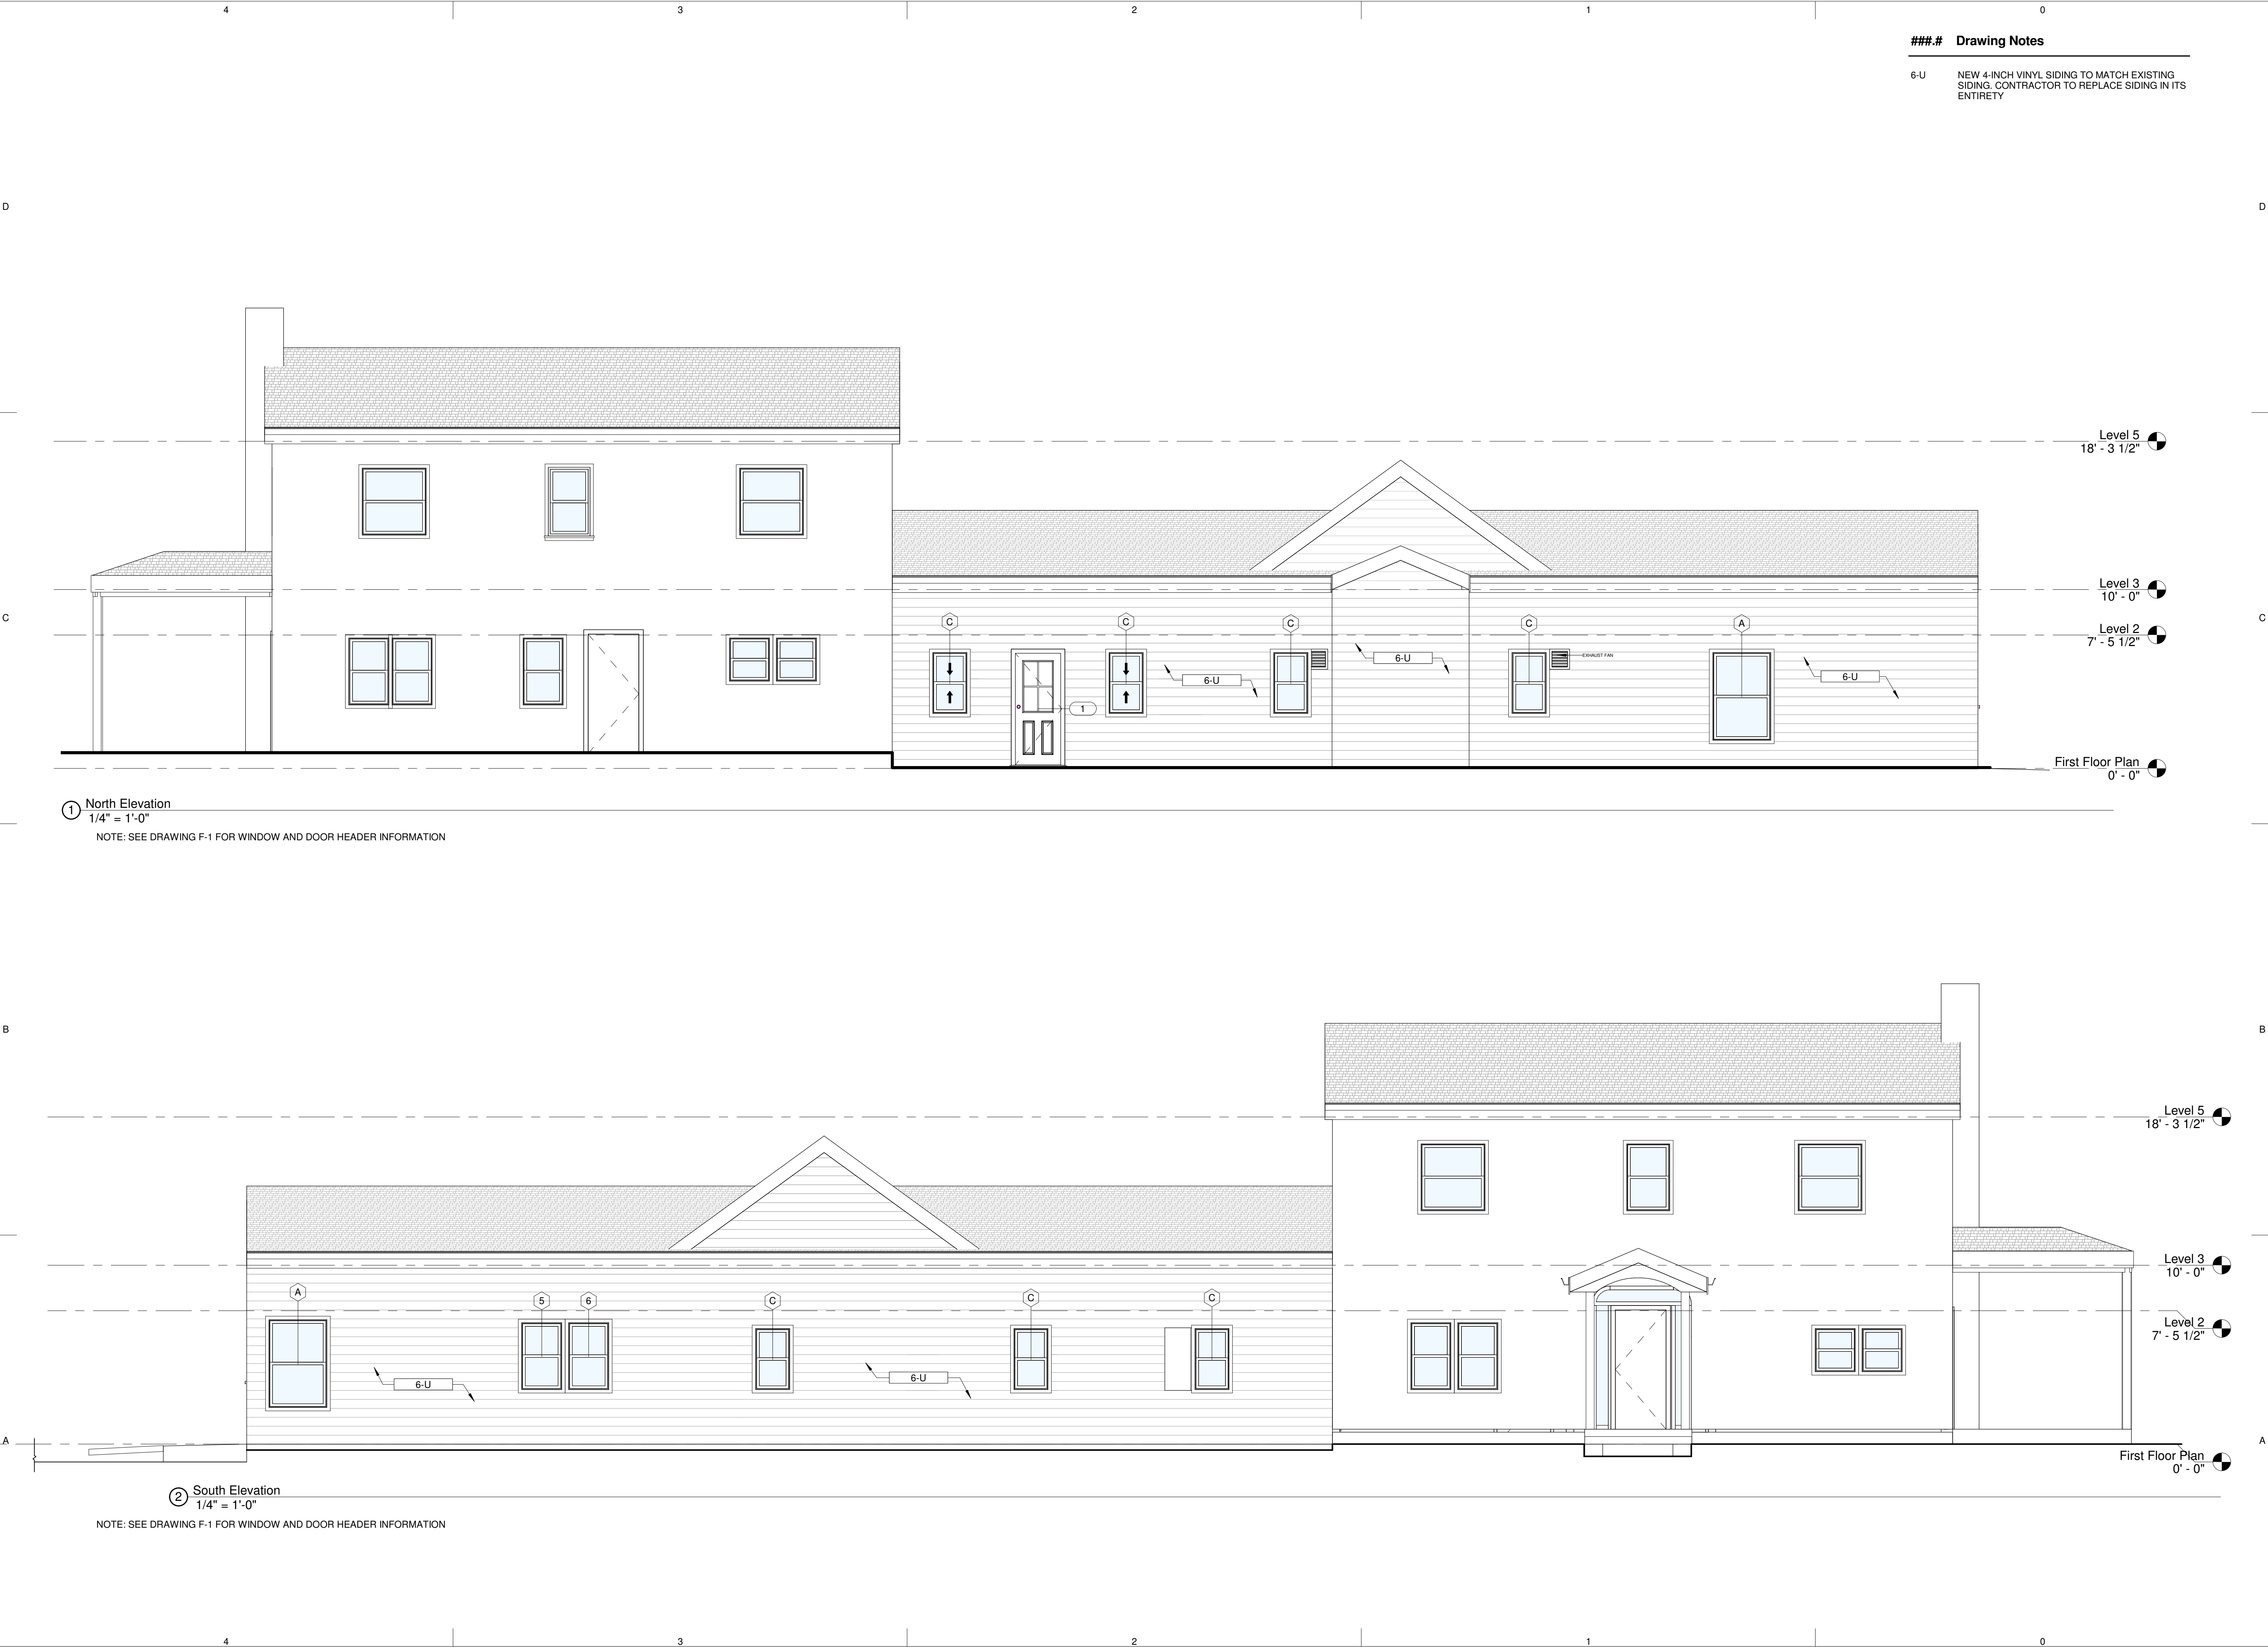 4 3 2 1 0
###.# Drawing Notes
6-U NEW 4-INCH VINYL SIDING TO MATCH EXISTING
SIDING. CONTRACTOR TO REPLACE SIDING IN ITS
ENTIRETY
D D
Level 5
18' - 3 1/2"
Level 3
10' - 0"
C C
C C C C A
Level 2
7' - 5 1/2"
EXHAUST FAN
6-U
6-U
6-U
1
First Floor Plan
0' - 0"
1 North Elevation
1/4" = 1'-0"
NOTE: SEE DRAWING F-1 FOR WINDOW AND DOOR HEADER INFORMATION
B B
Level 5
18' - 3 1/2"
Level 3
10' - 0"
A 5 6 C C C
Level 2
7' - 5 1/2"
6-U
6-U
A A
First Floor Plan
0' - 0"
2 South Elevation
1/4" = 1'-0"
NOTE: SEE DRAWING F-1 FOR WINDOW AND DOOR HEADER INFORMATION
4 3 2 1 0